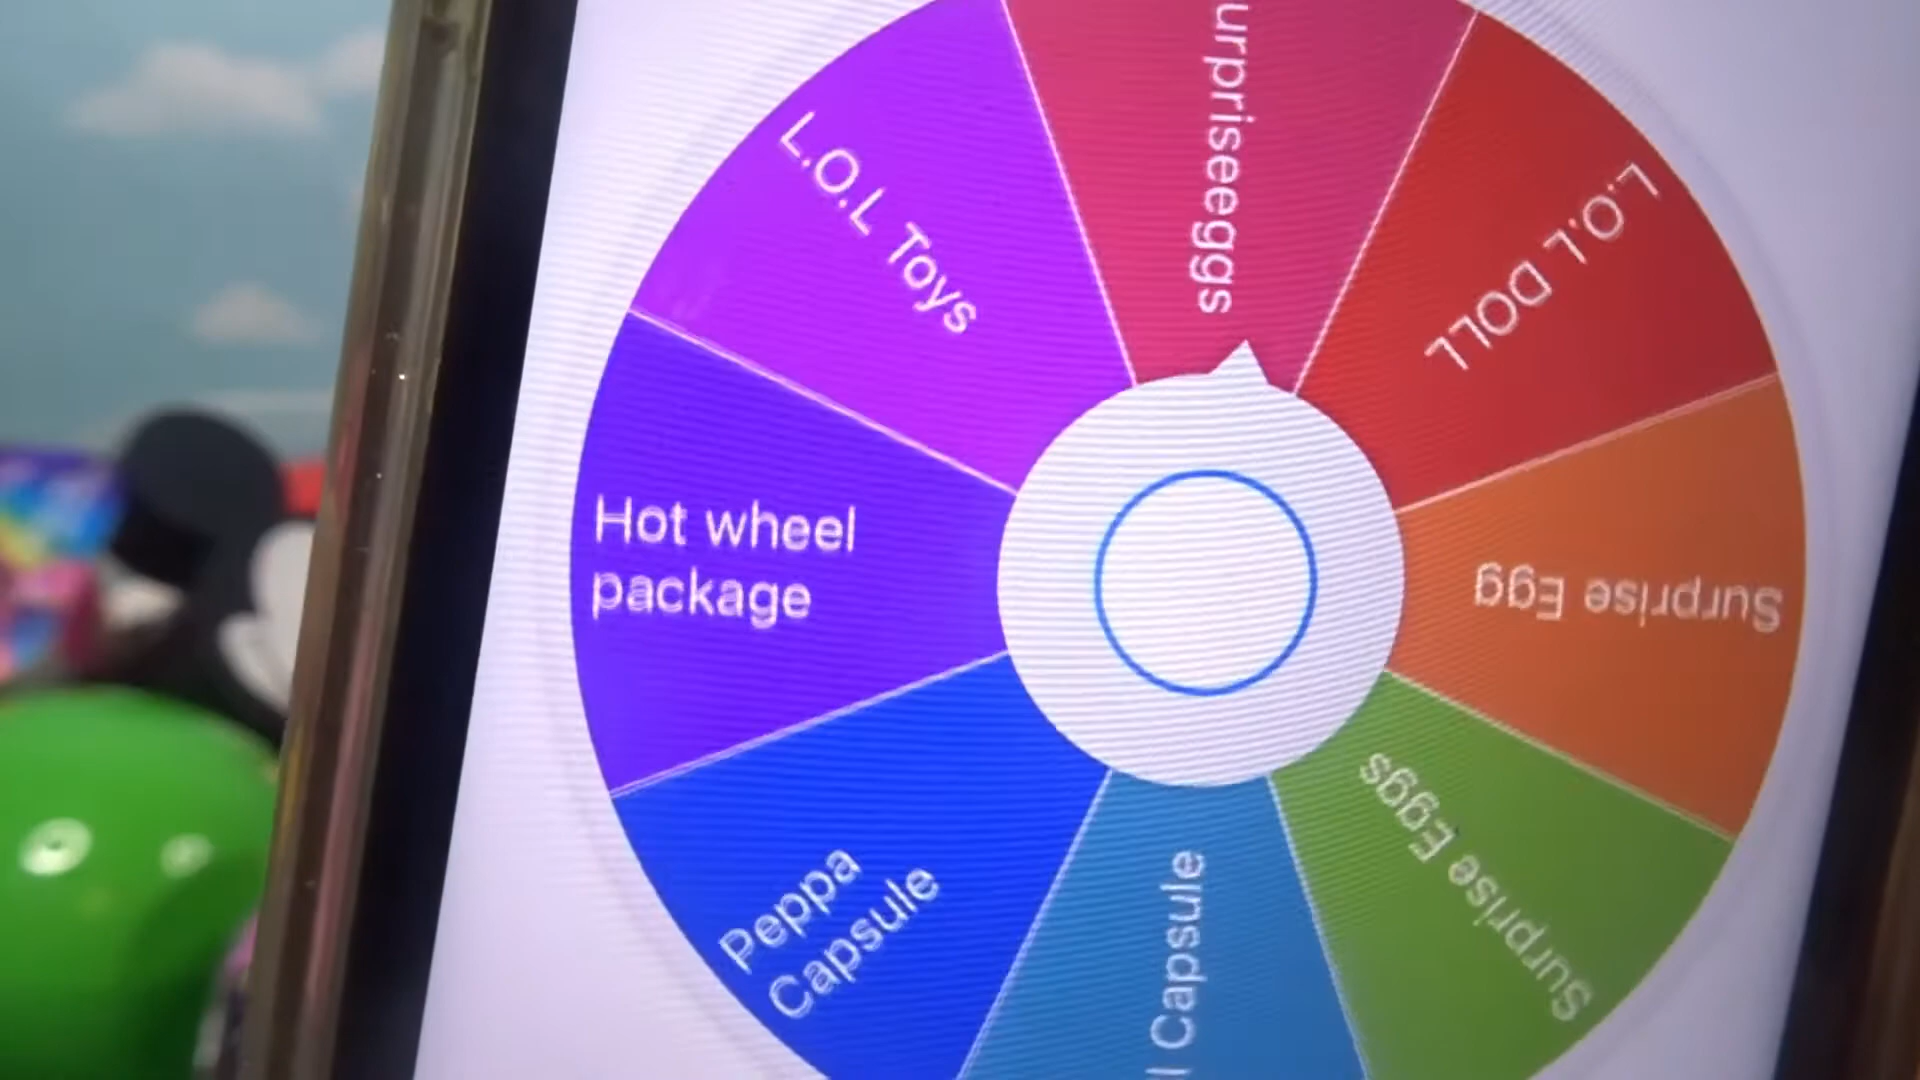 urpriseeggs
L.O.L DOLL
Surprise Egg
Surprise Eggs
l Capsule
Peppa
Capsule
Hot wheel
package
L.O.L Toys